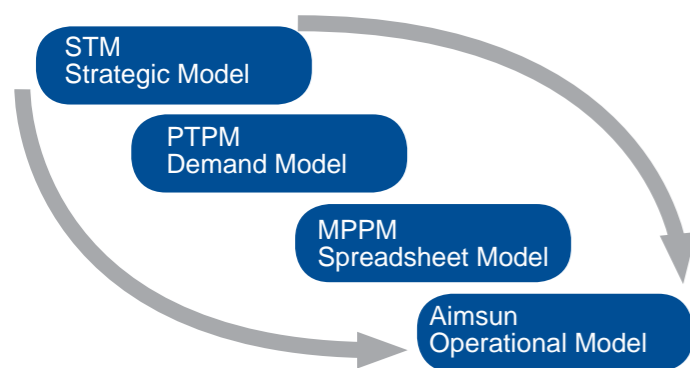 STM
Strategic Model
PTPM
Demand Model
MPPM
Spreadsheet Model
Aimsun
Operational Model